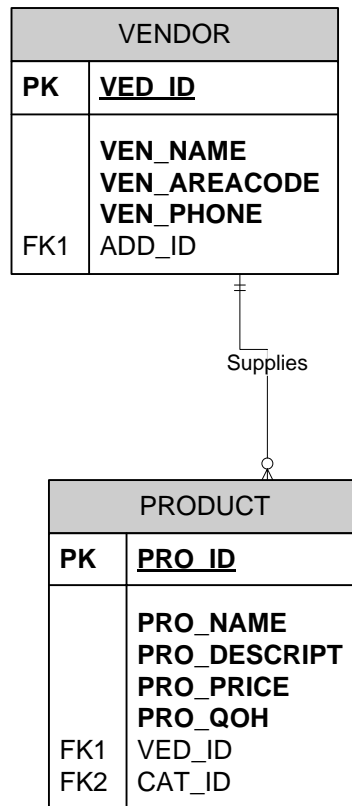 VENDOR
PK VED_ID
VEN_NAME
VEN_AREACODE
VEN_PHONE
FK1 ADD_ID
Supplies
PRODUCT
PK PRO_ID
PRO_NAME
PRO_DESCRIPT
PRO_PRICE
PRO_QOH
FK1 VED_ID
FK2 CAT_ID